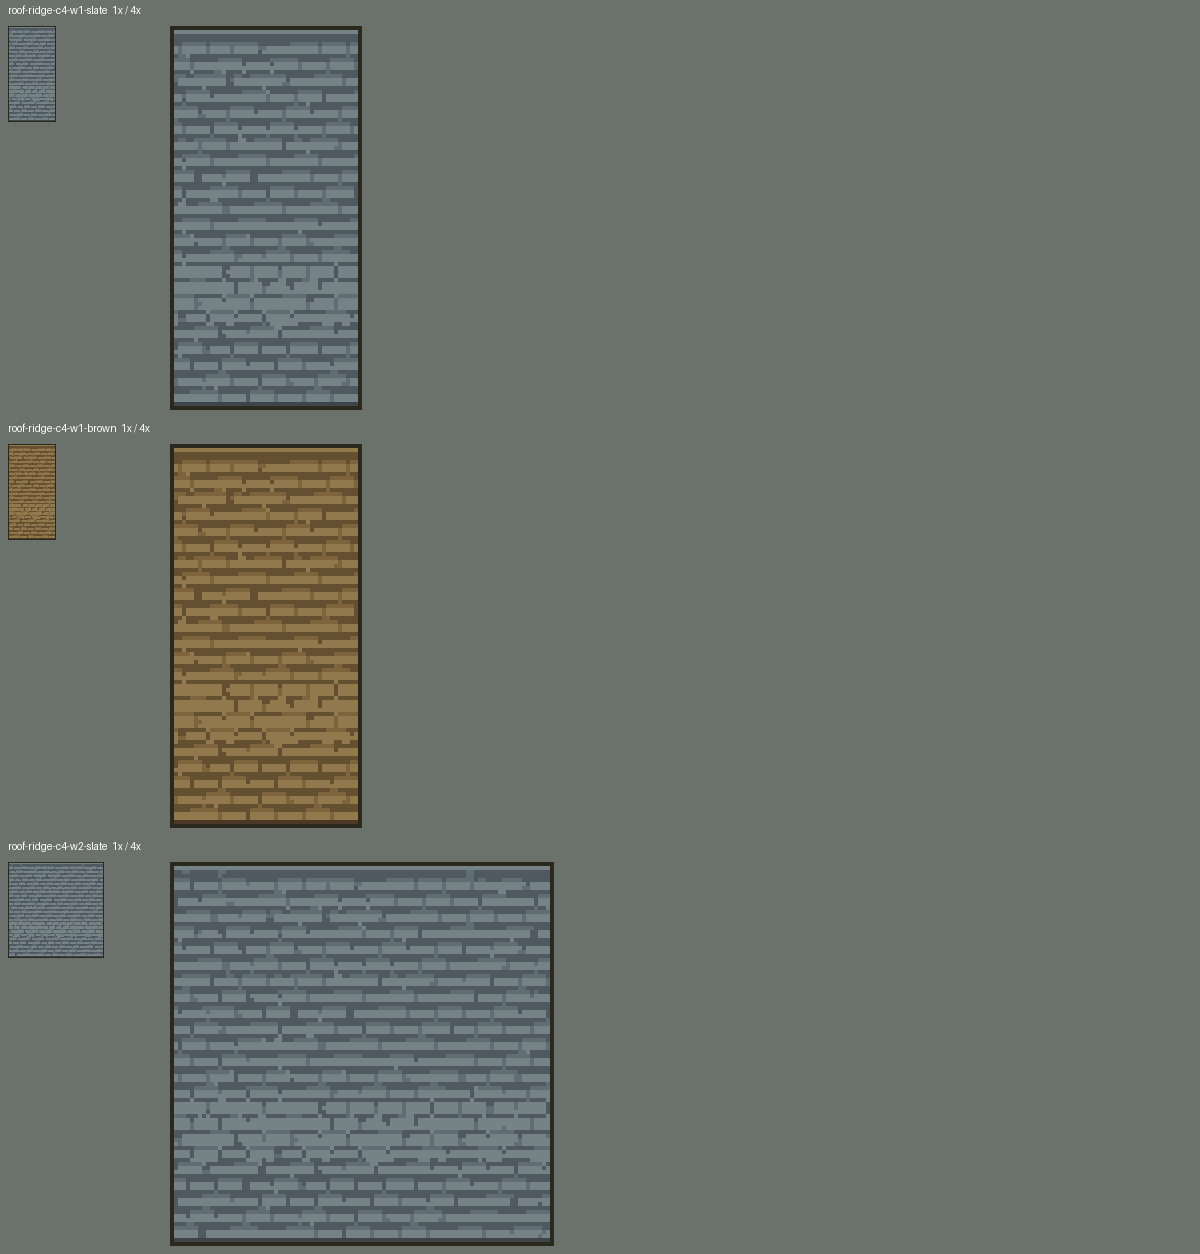 roof-ridge-c4-w1-slate 1x / 4x
roof-ridge-c4-w1-brown 1x / 4x
roof-ridge-c4-w2-slate 1x / 4x